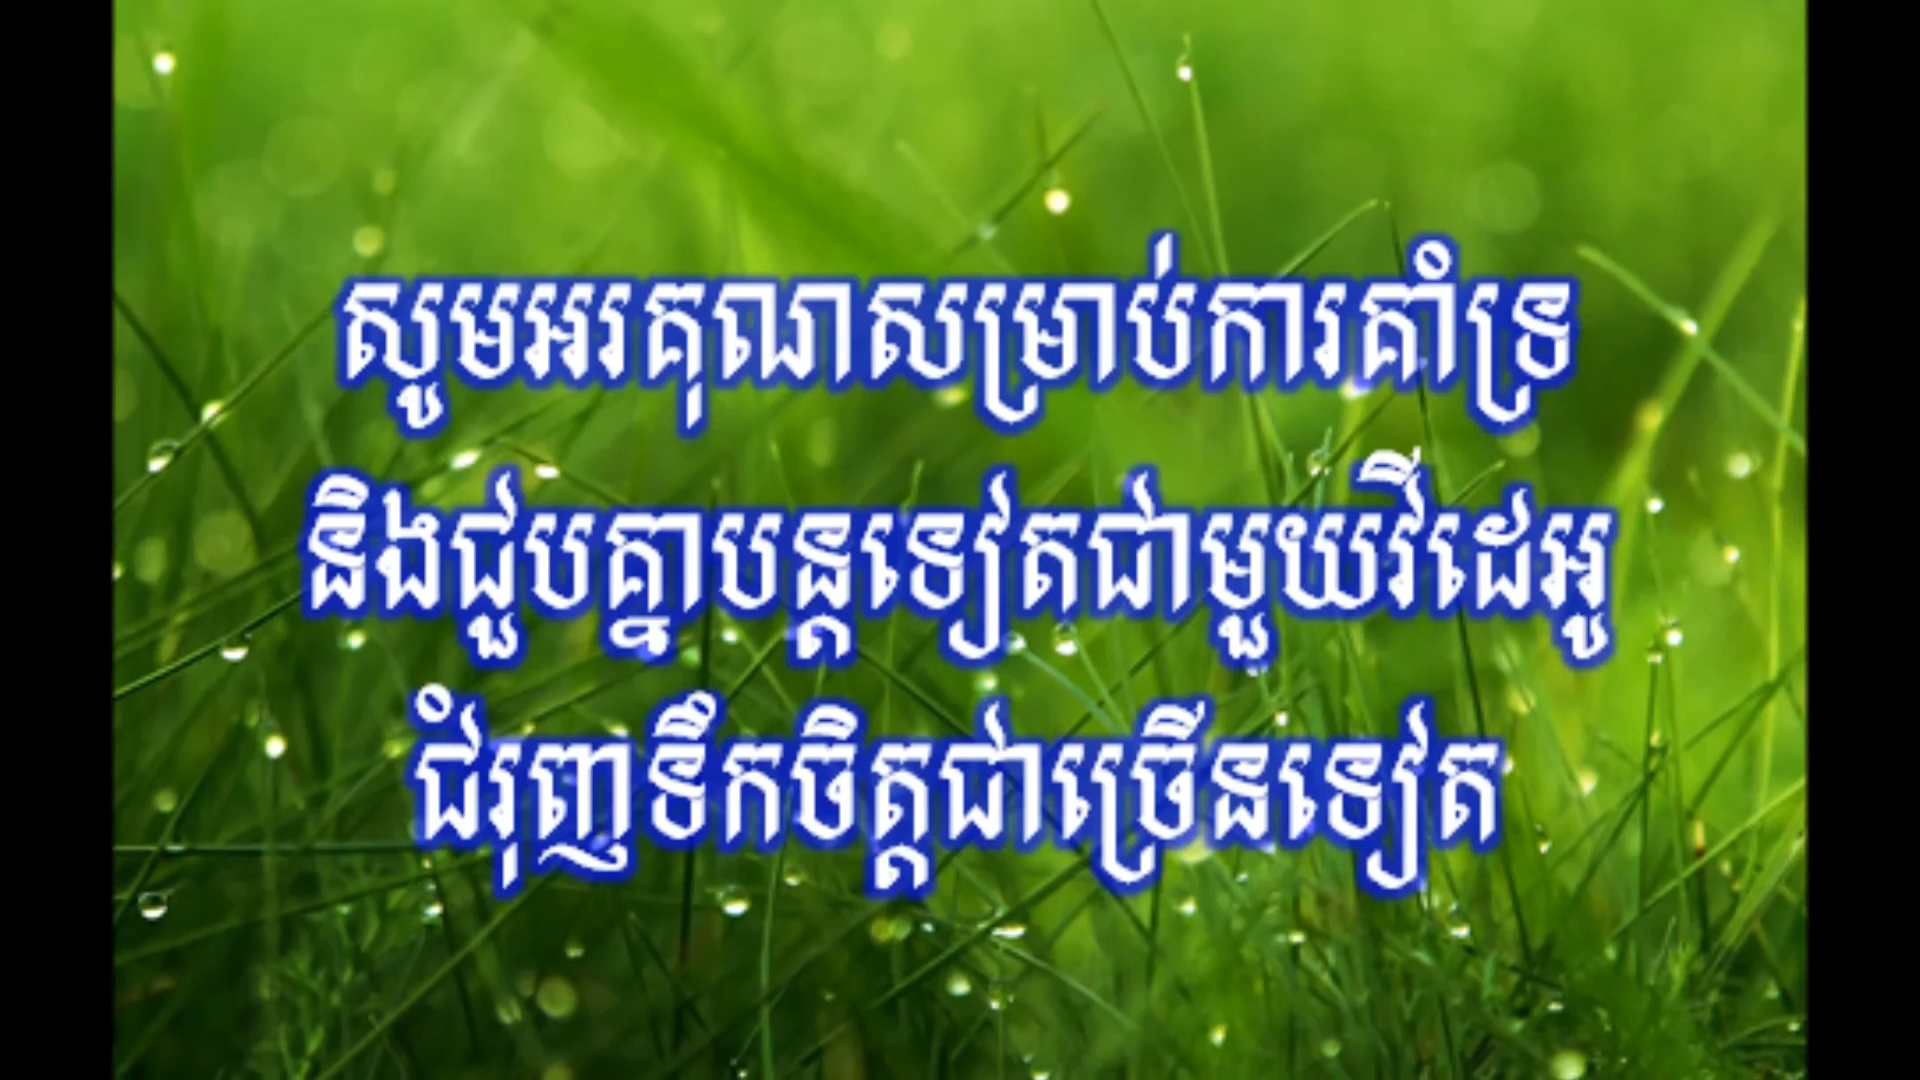 សូមអរគុណសម្រាប់ការគាំទ្រ
និងជួបគ្នាបន្តទៀតជាមួយវីដេអូ
ជំរុញទឹកចិត្តជាច្រើនទៀត